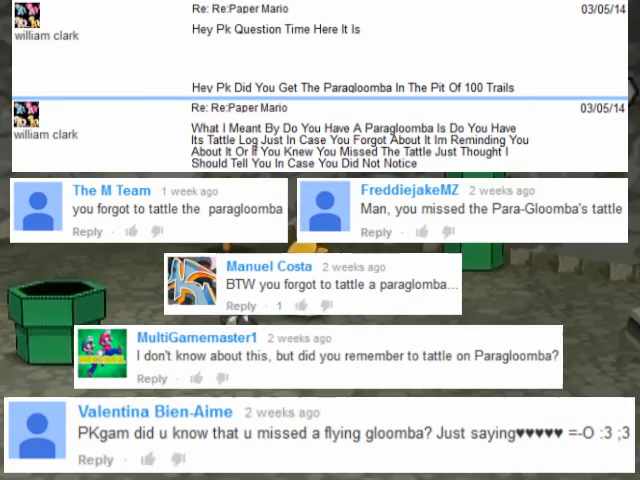 Re: Re:Paper Mario 03/05/14
william clark
Hey Pk Question Time Here It Is
Hey Pk Did You Get The Paragloomba In The Pit Of 100 Trails
Re: Re:Paper Mario 03/05/14
william clark
What I Meant By Do You Have A Paragloomba Is Do You Have
Its Tattle Log Just In Case You Forgot About It Im Reminding You
About It Or If You Knew You Missed The Tattle Just Thought I
Should Tell You In Case You Did Not Notice
The M Team 1 week ago
you forgot to tattle the paragloomba
Reply ·
FreddiejakeMZ 2 weeks ago
Man, you missed the Para-Gloomba's tattle
Reply ·
Manuel Costa 2 weeks ago
BTW you forgot to tattle a paraglomba...
Reply · 1
MultiGamemaster1 2 weeks ago
I don't know about this, but did you remember to tattle on Paragloomba?
Reply ·
Valentina Bien-Aime 2 weeks ago
PKgam did u know that u missed a flying gloomba? Just saying♥♥♥♥♥ =-O :3 ;3
Reply ·